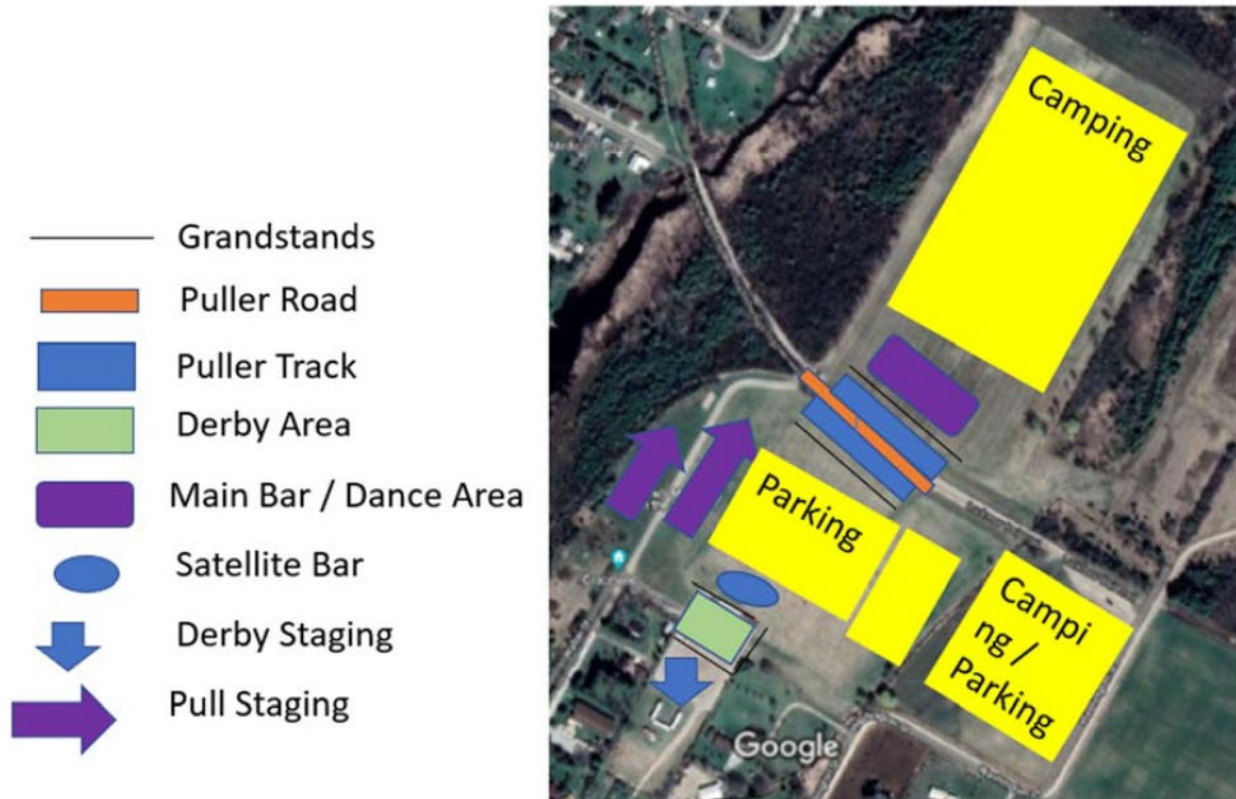 Grandstands
Puller Road
Puller Track
Derby Area
Main Bar / Dance Area
Satellite Bar
Derby Staging
Pull Staging
Camping
Parking
Campi
ng /
Parking
Google